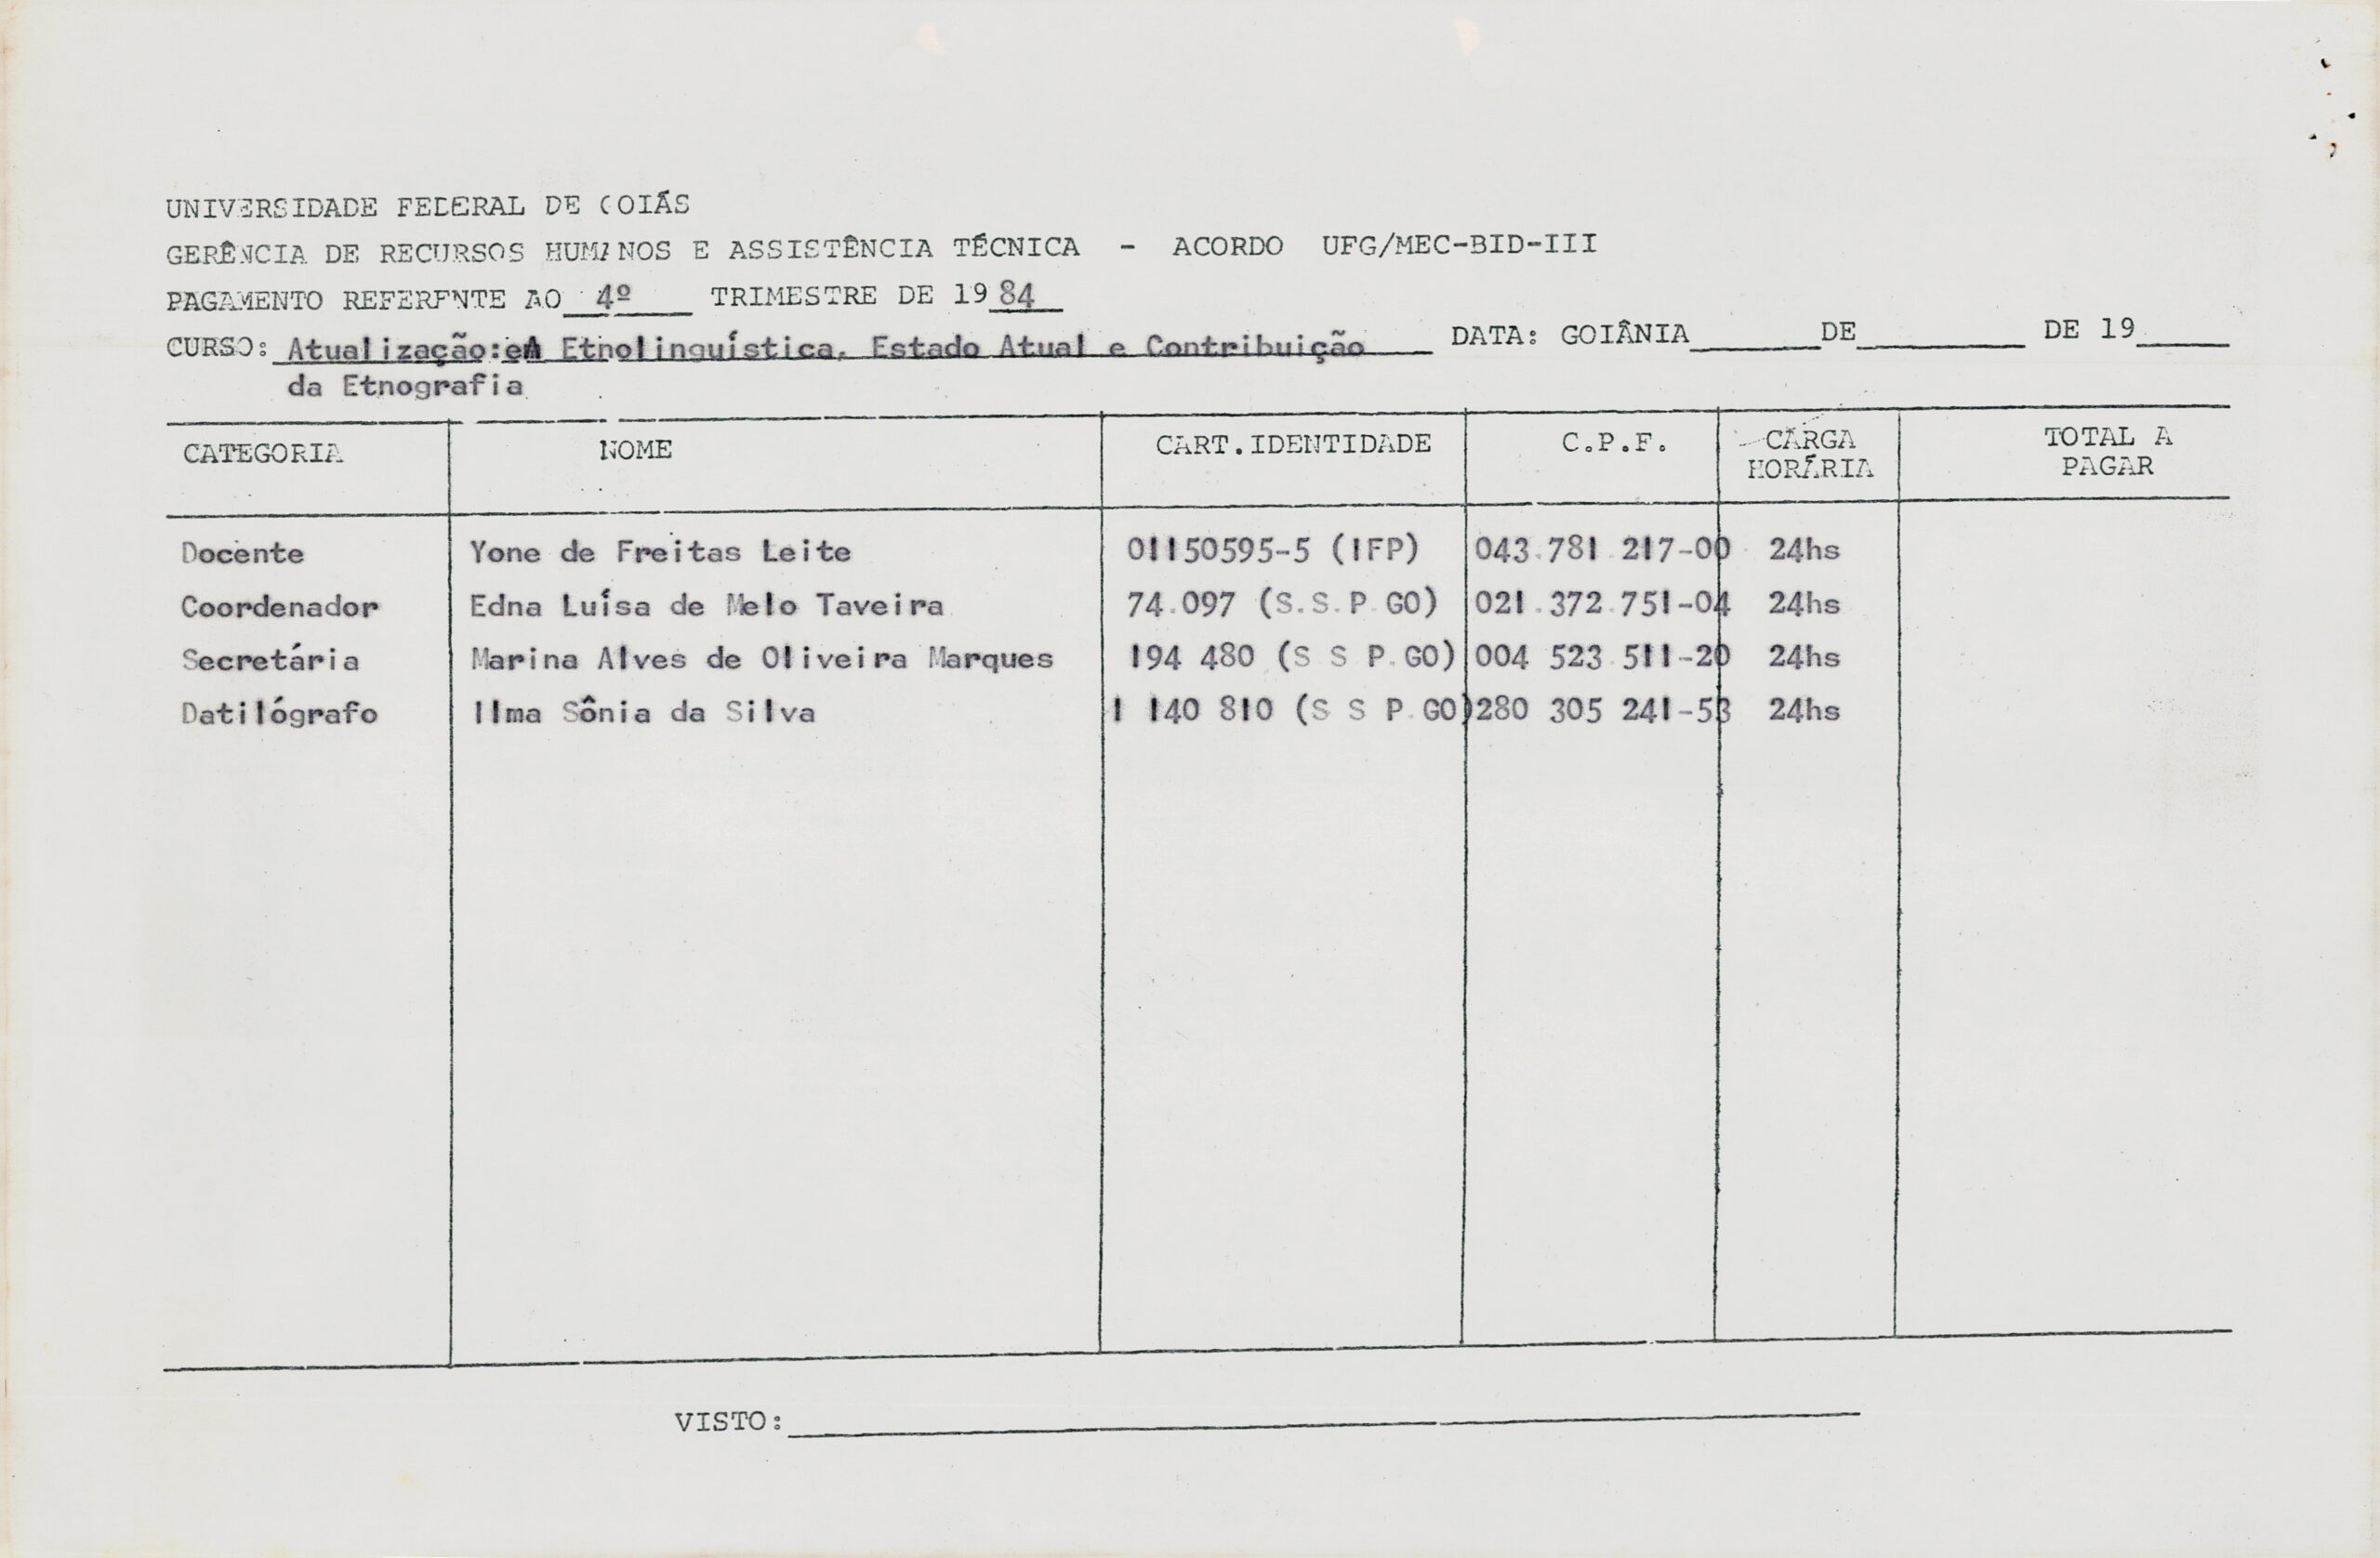 UNIVERSIDADE FEDERAL DE GOIÁS
GERÊNCIA DE RECURSOS HUMANOS E ASSISTÊNCIA TÉCNICA - ACORDO UFG/MEC-BID-III
PAGAMENTO REFERENTE AO 4º TRIMESTRE DE 1984
CURSO: Atualização: A Etnolinguística, Estado Atual e Contribuição DATA: GOIÂNIA______DE________ DE 19____
da Etnografia
CATEGORIA NOME CART.IDENTIDADE C.P.F. CARGA HORÁRIA TOTAL A PAGAR
Docente Yone de Freitas Leite 01150595-5 (IFP) 043.781.217-00 24hs
Coordenador Edna Luísa de Melo Taveira 74.097 (S.S.P.GO) 021.372.751-04 24hs
Secretária Marina Alves de Oliveira Marques 194 480 (S S P.GO) 004 523 511-20 24hs
Datilógrafo Ilma Sônia da Silva 1 140 810 (S S P.GO) 280 305 241-53 24hs
VISTO: